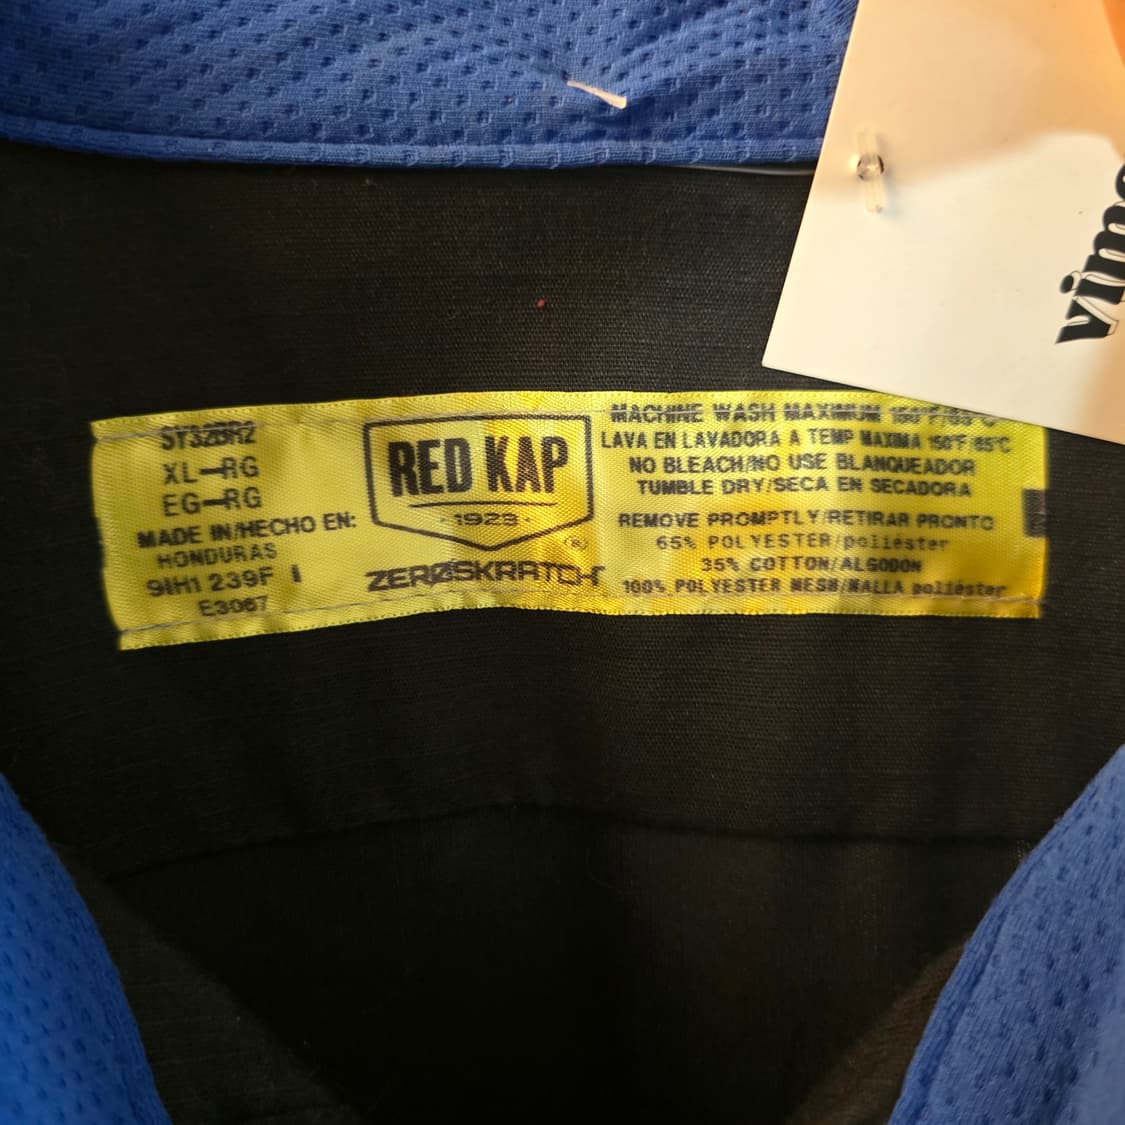 XL-RG
EG-RG
MADE IN/HECHO EN:
HONDURAS
9IH1 239F I
E3067
RED KAP
1923
®
ZERØSKRATCH
MACHINE WASH MAXIMUM 150°F/65°C
LAVA EN LAVADORA A TEMP MAXIMA 150°F 65°C
NO BLEACH/NO USE BLANQUEADOR
TUMBLE DRY/SECA EN SECADORA
REMOVE PROMPTLY/RETIRAR PRONTO
65% POLYESTER/poliéster
35% COTTON/ALGODON
100% POLYESTER MESH/MALLA poliéster